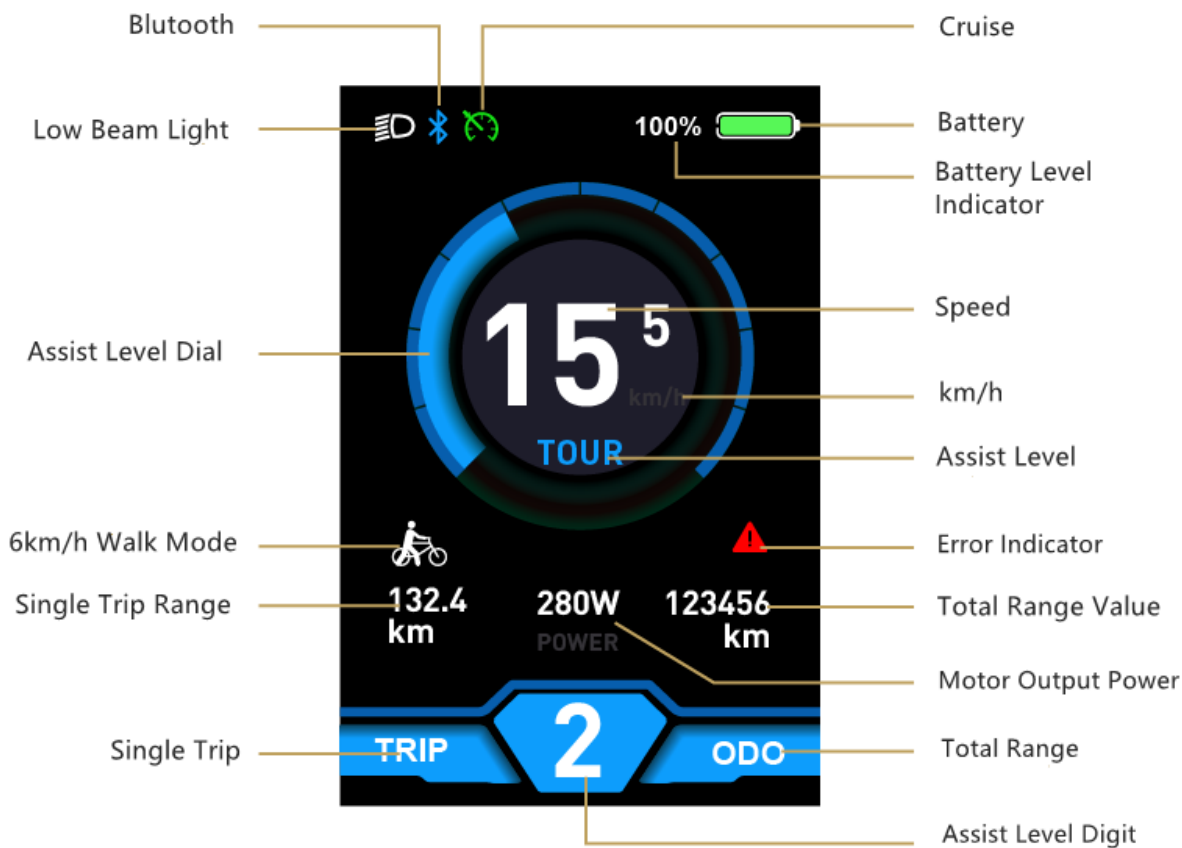 Blutooth
Cruise
Low Beam Light
100%
Battery
Battery Level
Indicator
15 5
Speed
Assist Level Dial
km/h
km/h
TOUR
Assist Level
6km/h Walk Mode
Error Indicator
Single Trip Range
132.4
km
280W
POWER
123456
km
Total Range Value
Motor Output Power
Single Trip
TRIP
2
ODO
Total Range
Assist Level Digit